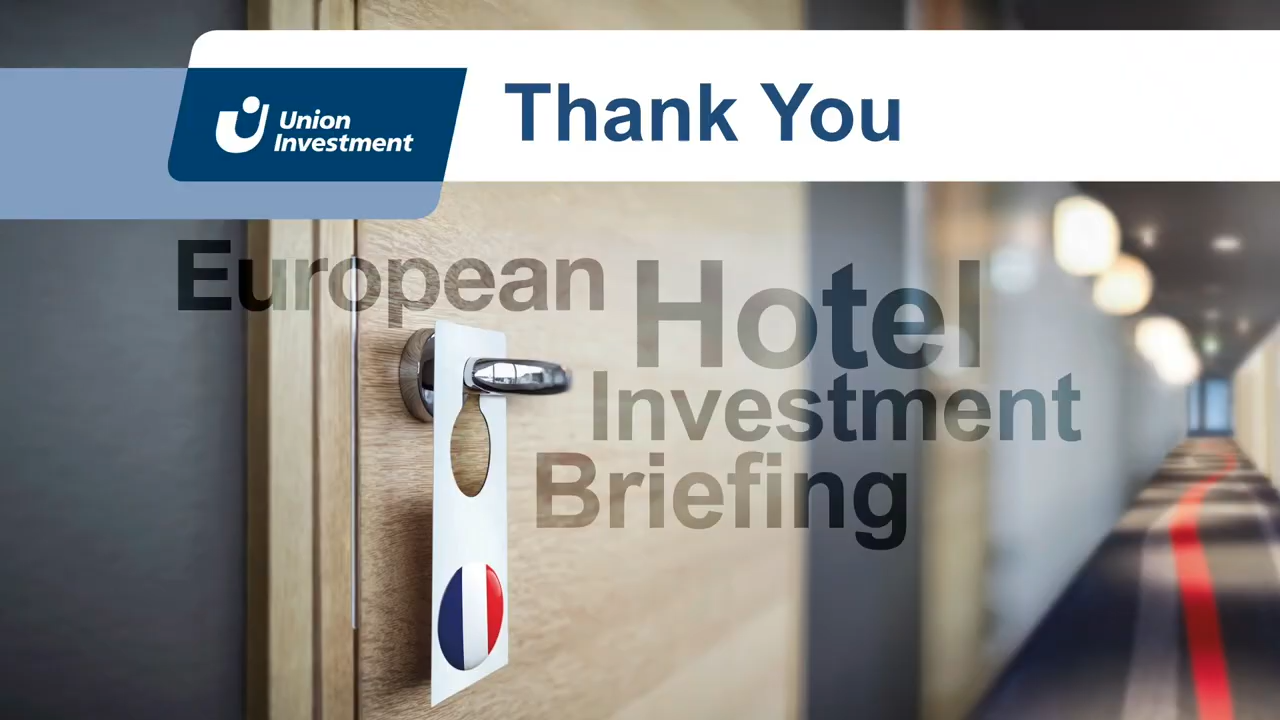 Union
Investment
Thank You
European Hotel
Investment
Briefing